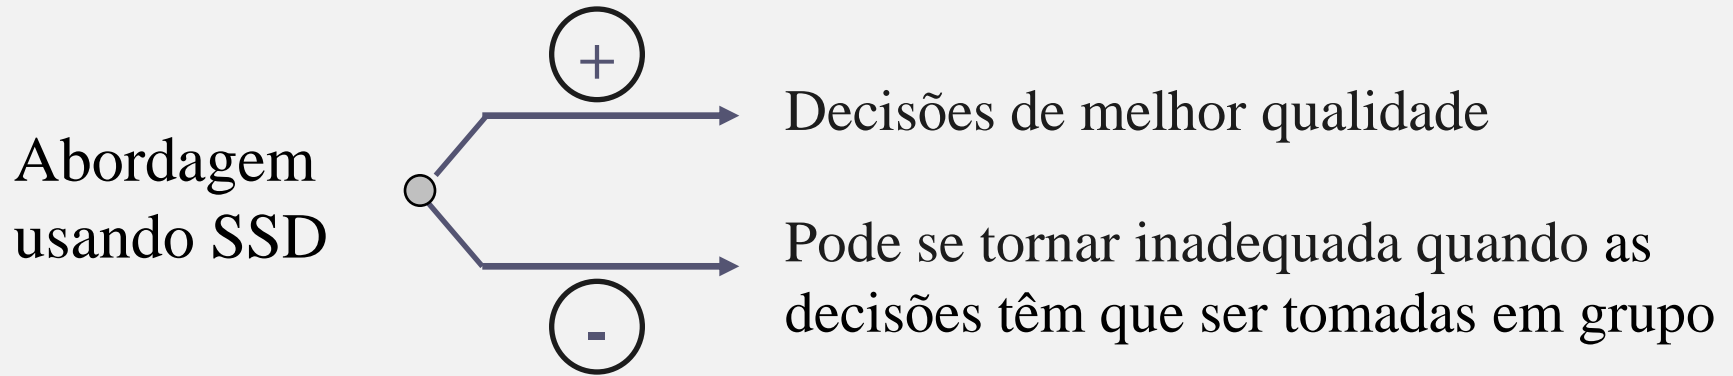 +
Decisões de melhor qualidade
Abordagem
usando SSD
Pode se tornar inadequada quando as
decisões têm que ser tomadas em grupo
-